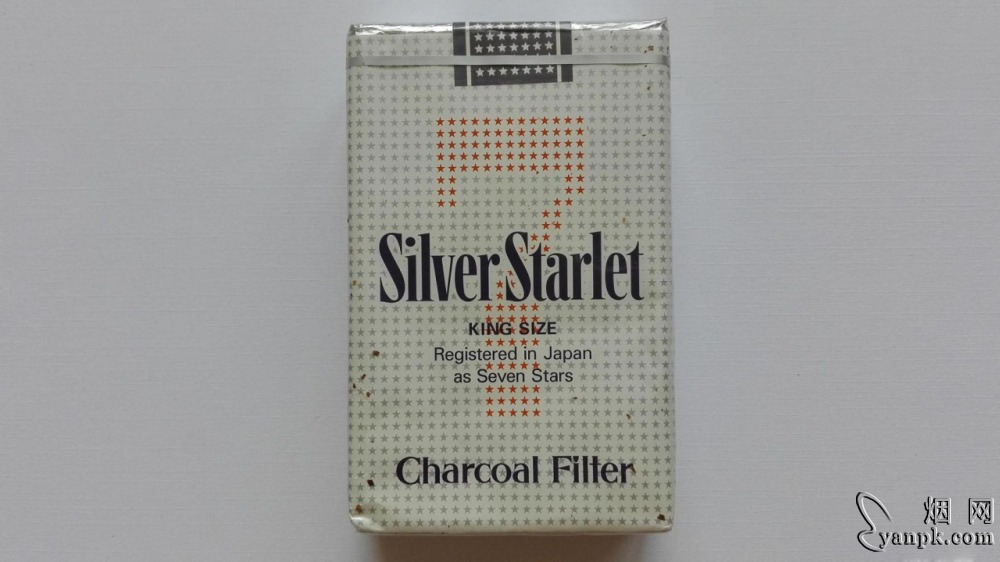 Silver Starlet
KING SIZE
Registered in Japan
as Seven Stars
Charcoal Filter
烟网
yanpk.com